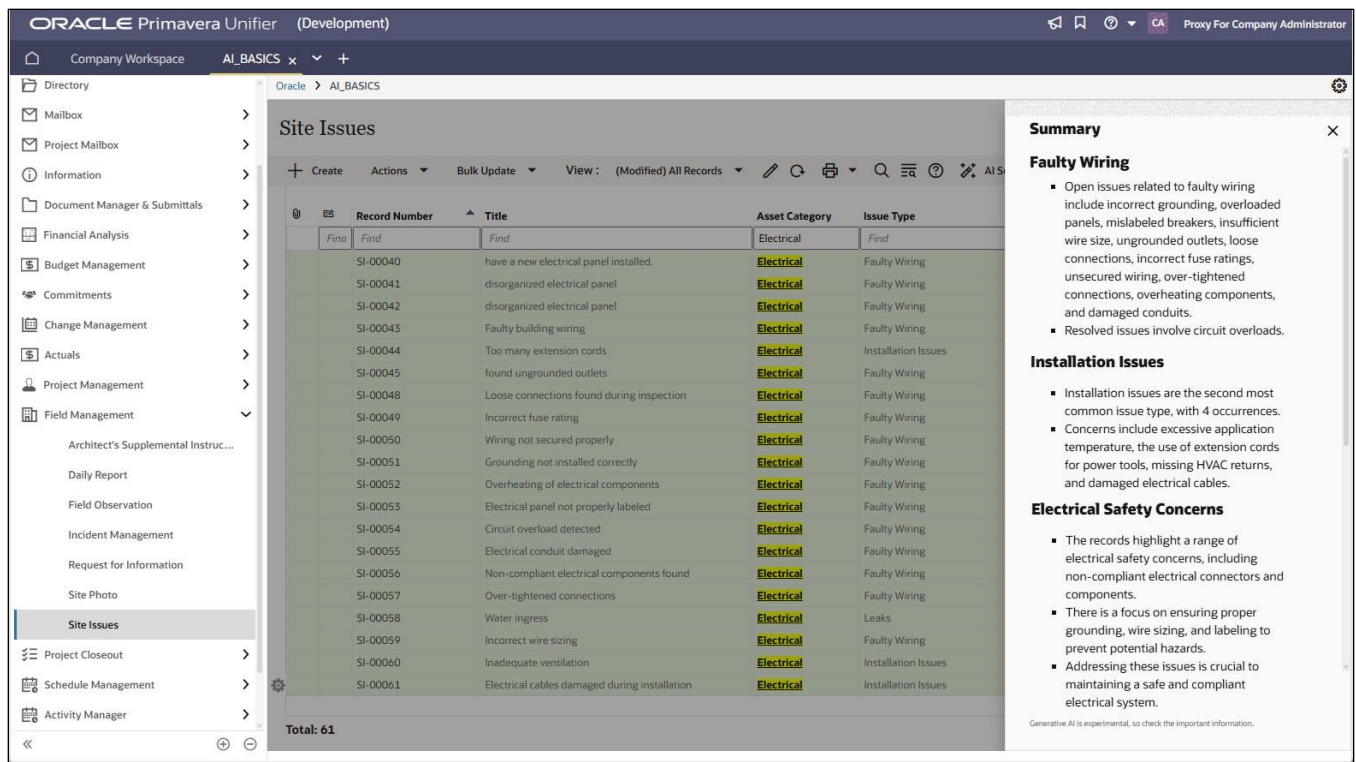 ORACLE Primavera Unifier (Development)
CA Proxy For Company Administrator
Company Workspace AI_BASICS
Directory
Mailbox
Project Mailbox
Information
Document Manager & Submittals
Financial Analysis
Budget Management
Commitments
Change Management
Actuals
Project Management
Field Management
Architect's Supplemental Instruc...
Daily Report
Field Observation
Incident Management
Request for Information
Site Photo
Site Issues
Project Closeout
Schedule Management
Activity Manager
Oracle > AI_BASICS
Site Issues
Create Actions Bulk Update View : (Modified) All Records
Record Number Title Asset Category Issue Type
Find Find Find Electrical Find
SI-00040 have a new electrical panel installed. Electrical Faulty Wiring
SI-00041 disorganized electrical panel Electrical Faulty Wiring
SI-00042 disorganized electrical panel Electrical Faulty Wiring
SI-00043 Faulty building wiring Electrical Faulty Wiring
SI-00044 Too many extension cords Electrical Installation Issues
SI-00045 found ungrounded outlets Electrical Faulty Wiring
SI-00048 Loose connections found during inspection Electrical Faulty Wiring
SI-00049 Incorrect fuse rating Electrical Faulty Wiring
SI-00050 Wiring not secured properly Electrical Faulty Wiring
SI-00051 Grounding not installed correctly Electrical Faulty Wiring
SI-00052 Overheating of electrical components Electrical Faulty Wiring
SI-00053 Electrical panel not properly labeled Electrical Faulty Wiring
SI-00054 Circuit overload detected Electrical Faulty Wiring
SI-00055 Electrical conduit damaged Electrical Faulty Wiring
SI-00056 Non-compliant electrical components found Electrical Faulty Wiring
SI-00057 Over-tightened connections Electrical Faulty Wiring
SI-00058 Water ingress Electrical Leaks
SI-00059 Incorrect wire sizing Electrical Faulty Wiring
SI-00060 Inadequate ventilation Electrical Installation Issues
SI-00061 Electrical cables damaged during installation Electrical Installation Issues
Total: 61
Summary
Faulty Wiring
▪ Open issues related to faulty wiring
include incorrect grounding, overloaded
panels, mislabeled breakers, insufficient
wire size, ungrounded outlets, loose
connections, incorrect fuse ratings,
unsecured wiring, over-tightened
connections, overheating components,
and damaged conduits.
▪ Resolved issues involve circuit overloads.
Installation Issues
▪ Installation issues are the second most
common issue type, with 4 occurrences.
▪ Concerns include excessive application
temperature, the use of extension cords
for power tools, missing HVAC returns,
and damaged electrical cables.
Electrical Safety Concerns
▪ The records highlight a range of
electrical safety concerns, including
non-compliant electrical connectors and
components.
▪ There is a focus on ensuring proper
grounding, wire sizing, and labeling to
prevent potential hazards.
▪ Addressing these issues is crucial to
maintaining a safe and compliant
electrical system.
Generative AI is experimental, so check the important information.